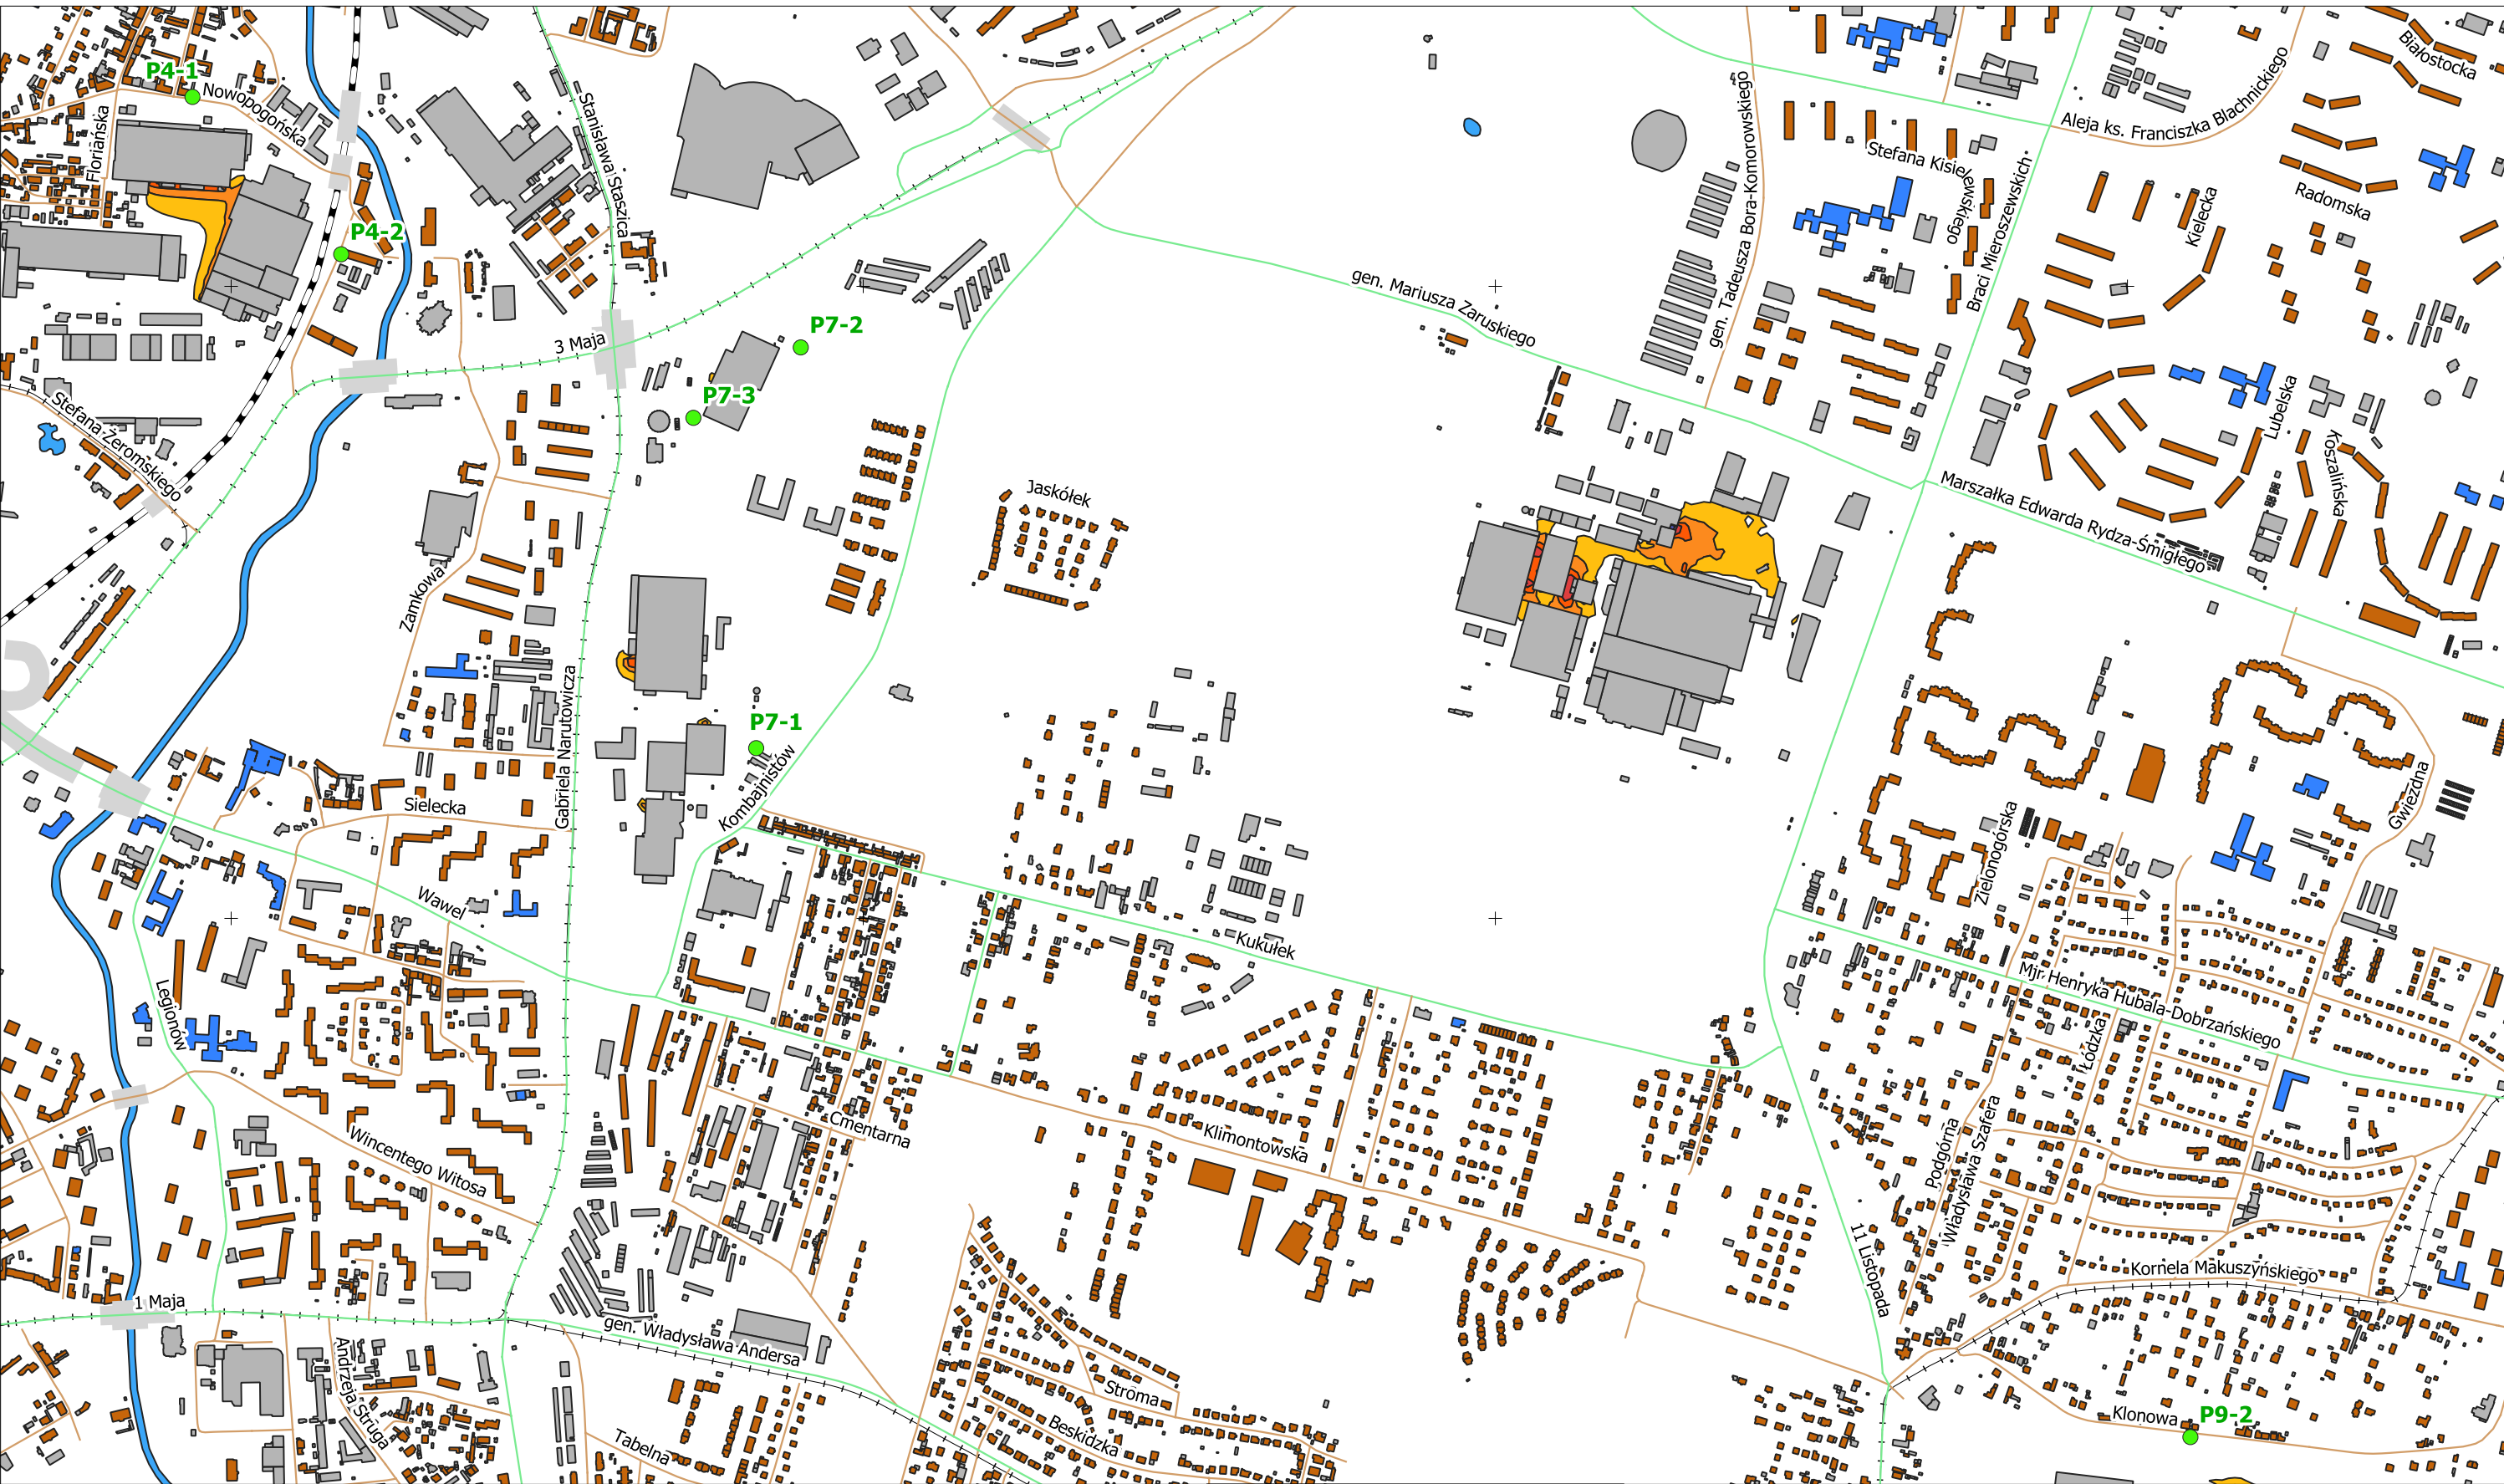 Białostocka
P4-1
Nowopogońska
Floriańska
Stanisława Staszica
Aleja ks. Franciszka Blachnickiego
gen. Tadeusza Bora-Komorowskiego
Stefana Kisielewskiego
Braci Mieroszewskich
Kielecka
Radomska
P4-2
gen. Mariusza Zaruskiego
P7-2
3 Maja
P7-3
Stefana Żeromskiego
Lubelska
Koszalińska
Jaskółek
Marszałka Edwarda Rydza-Śmigłego
Zamkowa
Gabriela Narutowicza
P7-1
Kombajnistów
Sielecka
Gwiezdna
Zielonogórska
Wawel
Kukułek
Legionów
Mjr Henryka Hubala-Dobrzańskiego
Łódzka
Cmentarna
Klimontowska
Podgórna
Władysława Szafera
Wincentego Witosa
11 Listopada
Kornela Makuszyńskiego
1 Maja
gen. Władysława Andersa
Andrzeja Struga
Stroma
Beskidzka
Tabelna
Klonowa
P9-2